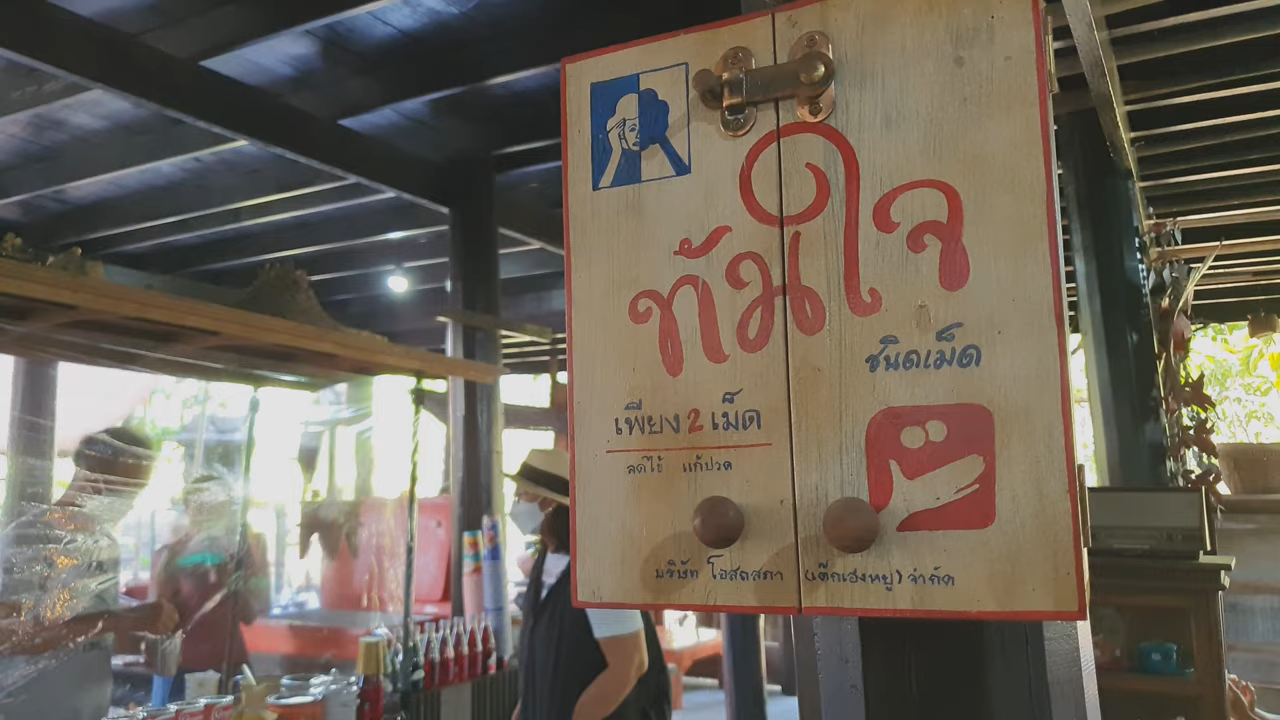 ทัมใจ
ชนิดเม็ด
เพียง 2 เม็ด
ลดไข้ แก้ปวด
บริษัท โอสถสภา (เต๊กเฮงหยู) จำกัด